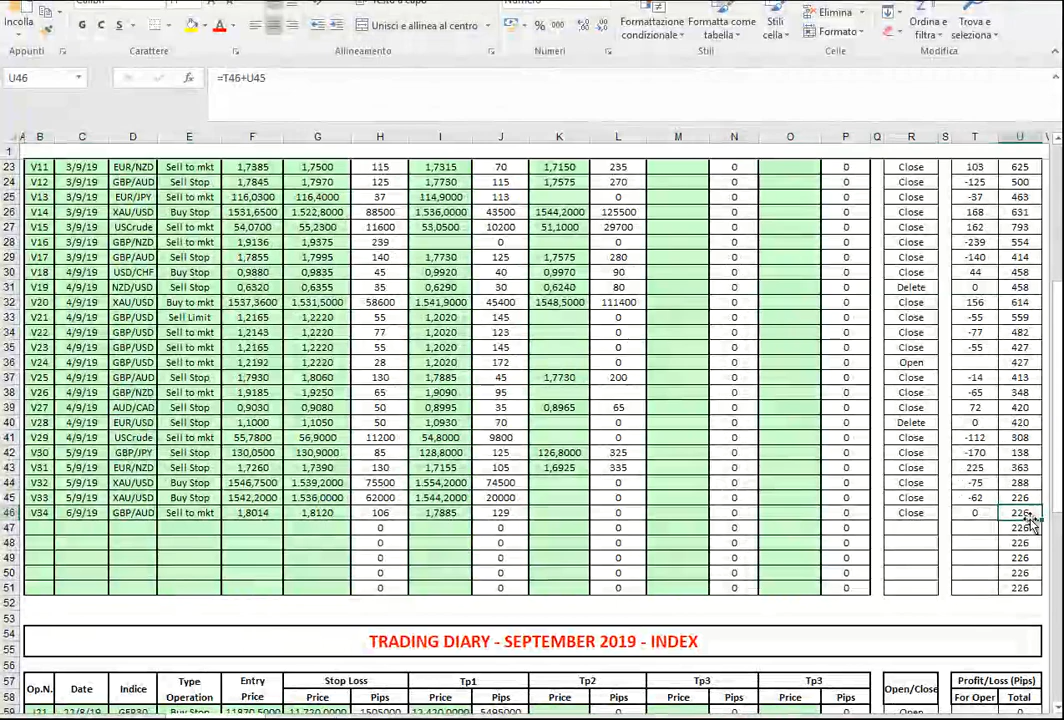 Incolla
G C S A
Unisci e allinea al centro
% 000
Formattazione condizionale
Formatta come tabella
Stili cella
Elimina
Formato
Ordina e filtra
Trova e seleziona
Appunti Carattere Allineamento Numeri Stili Celle Modifica
U46 fx =T46+U45
A B C D E F G H I J K L M N O P Q R S T U
1
23 V11 3/9/19 EUR/NZD Sell to mkt 1,7385 1,7500 115 1,7315 70 1,7150 235 0 0 Close 103 625
24 V12 3/9/19 GBP/AUD Sell Stop 1,7845 1,7970 125 1,7730 115 1,7575 270 0 0 Close -125 500
25 V13 3/9/19 EUR/JPY Sell to mkt 116,0300 116,4000 37 114,9000 113 0 0 0 Close -37 463
26 V14 3/9/19 XAU/USD Buy Stop 1531,6500 1.522,8000 88500 1.536,0000 43500 1544,2000 125500 0 0 Close 168 631
27 V15 3/9/19 USCrude Sell to mkt 54,0700 55,2300 11600 53,0500 10200 51,1000 29700 0 0 Close 162 793
28 V16 3/9/19 GBP/NZD Sell to mkt 1,9136 1,9375 239 0 0 0 0 Close -239 554
29 V17 3/9/19 GBP/AUD Sell Stop 1,7855 1,7995 140 1,7730 125 1,7575 280 0 0 Close -140 414
30 V18 3/9/19 USD/CHF Buy Stop 0,9880 0,9835 45 0,9920 40 0,9970 90 0 0 Close 44 458
31 V19 3/9/19 NZD/USD Sell Stop 0,6320 0,6355 35 0,6290 30 0,6240 80 0 0 Delete 0 458
32 V20 3/9/19 XAU/USD Buy to mkt 1537,3600 1.531,5000 58600 1.541,9000 45400 1548,5000 111400 0 0 Close 156 614
33 V21 4/9/19 GBP/USD Sell Limit 1,2165 1,2220 55 1,2020 145 0 0 0 Close -55 559
34 V22 4/9/19 GBP/USD Sell to mkt 1,2143 1,2220 77 1,2020 123 0 0 0 Close -77 482
35 V23 4/9/19 GBP/USD Sell to mkt 1,2165 1,2220 55 1,2020 145 0 0 0 Close -55 427
36 V24 4/9/19 GBP/USD Sell to mkt 1,2192 1,2220 28 1,2020 172 0 0 0 Open 427
37 V25 4/9/19 GBP/AUD Sell Stop 1,7930 1,8060 130 1,7885 45 1,7730 200 0 0 Close -14 413
38 V26 4/9/19 GBP/NZD Sell Stop 1,9185 1,9250 65 1,9090 95 0 0 0 Close -65 348
39 V27 4/9/19 AUD/CAD Sell Stop 0,9030 0,9080 50 0,8995 35 0,8965 65 0 0 Close 72 420
40 V28 4/9/19 EUR/USD Sell Stop 1,1000 1,1050 50 1,0930 70 0 0 0 Delete 0 420
41 V29 4/9/19 USCrude Sell to mkt 55,7800 56,9000 11200 54,8000 9800 0 0 0 Close -112 308
42 V30 5/9/19 GBP/JPY Sell Stop 130,0500 130,9000 85 128,8000 125 126,8000 325 0 0 Close -170 138
43 V31 5/9/19 EUR/NZD Sell Stop 1,7260 1,7390 130 1,7155 105 1,6925 335 0 0 Close 225 363
44 V32 5/9/19 XAU/USD Buy Stop 1546,7500 1.539,2000 75500 1.554,2000 74500 0 0 0 Close -75 288
45 V33 5/9/19 XAU/USD Buy Stop 1542,2000 1.536,0000 62000 1.544,2000 20000 0 0 0 Close -62 226
46 V34 6/9/19 GBP/AUD Sell to mkt 1,8014 1,8120 106 1,7885 129 0 0 0 Close 0 226
47 0 0 0 0 0 226
48 0 0 0 0 0 226
49 0 0 0 0 0 226
50 0 0 0 0 0 226
51 0 0 0 0 0 226
52
53
54 TRADING DIARY - SEPTEMBER 2019 - INDEX
55
56
57 Op.N. Date Indice Type Operation Entry Price Stop Loss Tp1 Tp2 Tp3 Tp3 Open/Close Profit/Loss (Pips)
58 Price Pips Price Pips Price Pips Price Pips Price Pips For Oper Total
59 22/8/19 GER30 Buy Stop 11870,5000 11.720,0000 1505000 12.420,0000 5495000 0 0 0 Open 0